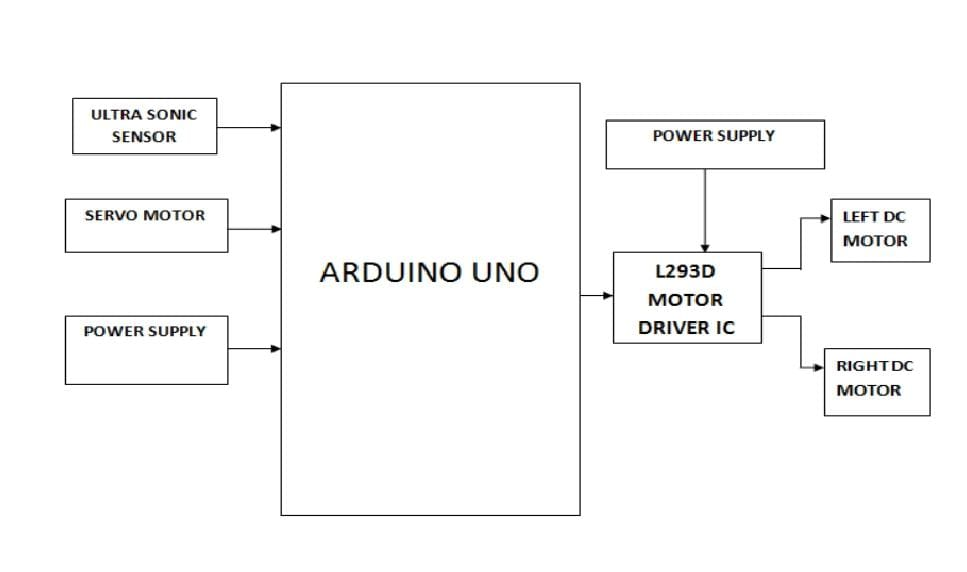 ULTRA SONIC
SENSOR
SERVO MOTOR
POWER SUPPLY
ARDUINO UNO
POWER SUPPLY
L293D
MOTOR
DRIVER IC
LEFT DC
MOTOR
RIGHT DC
MOTOR